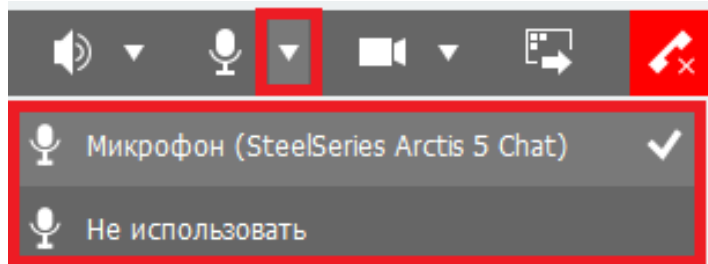 Микрофон (SteelSeries Arctis 5 Chat)
Не использовать